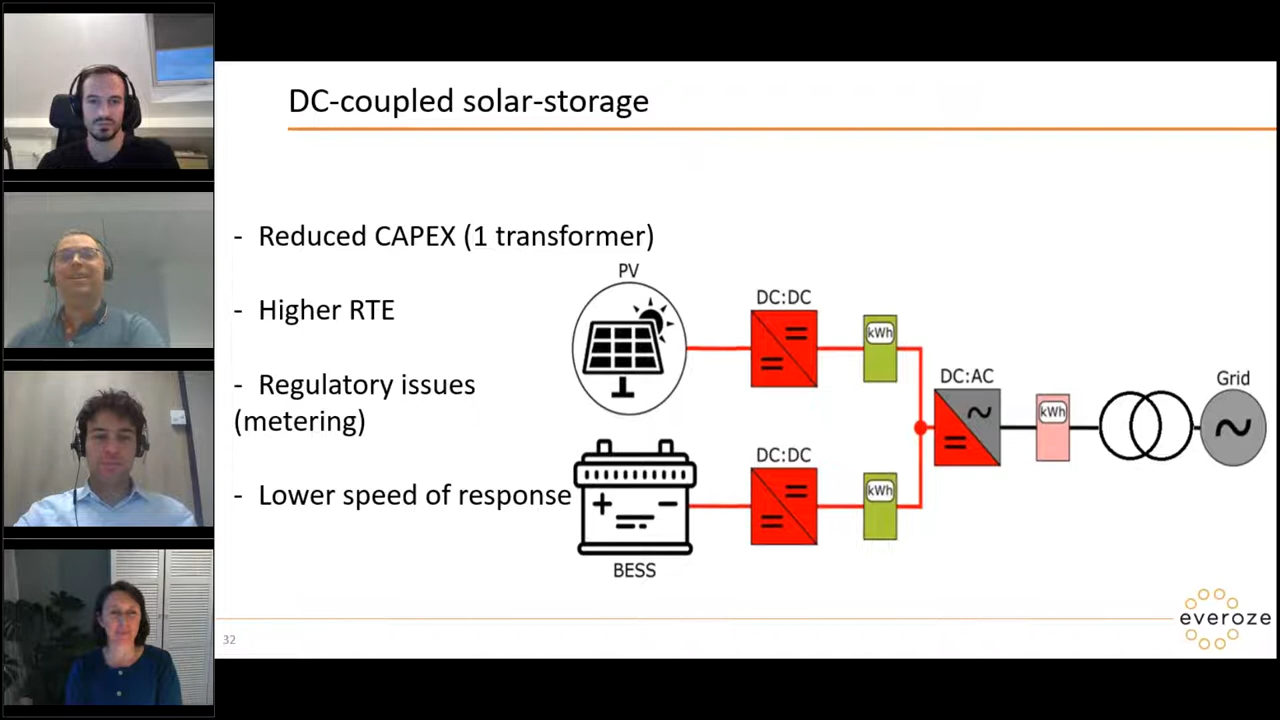 DC-coupled solar-storage
- Reduced CAPEX (1 transformer)
- Higher RTE
- Regulatory issues
(metering)
- Lower speed of response
PV
DC:DC
kWh
DC:AC
kWh
Grid
DC:DC
kWh
BESS
32
everoze